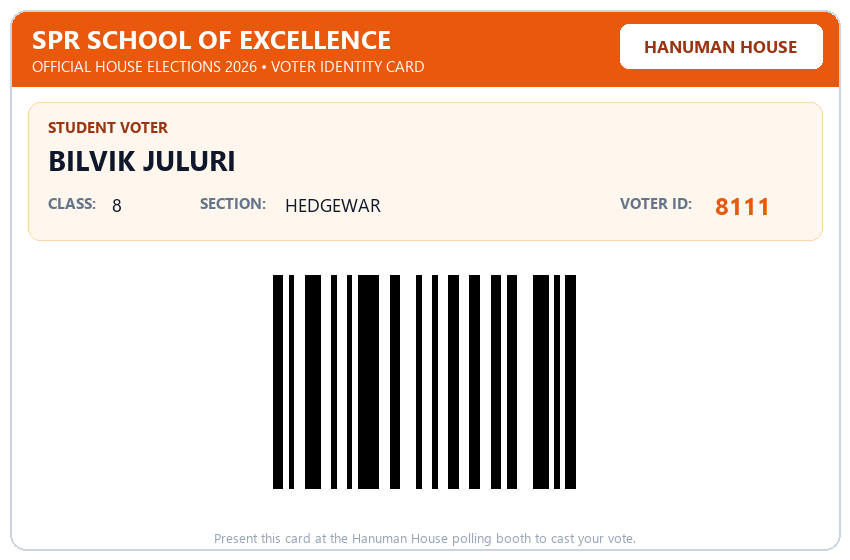 SPR SCHOOL OF EXCELLENCE
OFFICIAL HOUSE ELECTIONS 2026 • VOTER IDENTITY CARD
HANUMAN HOUSE
STUDENT VOTER
BILVIK JULURI
CLASS: 8 SECTION: HEDGEWAR VOTER ID: 8111
Present this card at the Hanuman House polling booth to cast your vote.